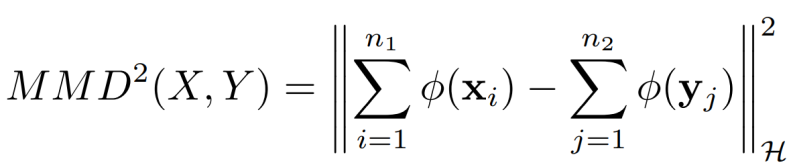 $MMD^2(X, Y) = \left\| \sum_{i=1}^{n_1} \phi(\mathbf{x}_i) - \sum_{j=1}^{n_2} \phi(\mathbf{y}_j) \right\|_{\mathcal{H}}^2$